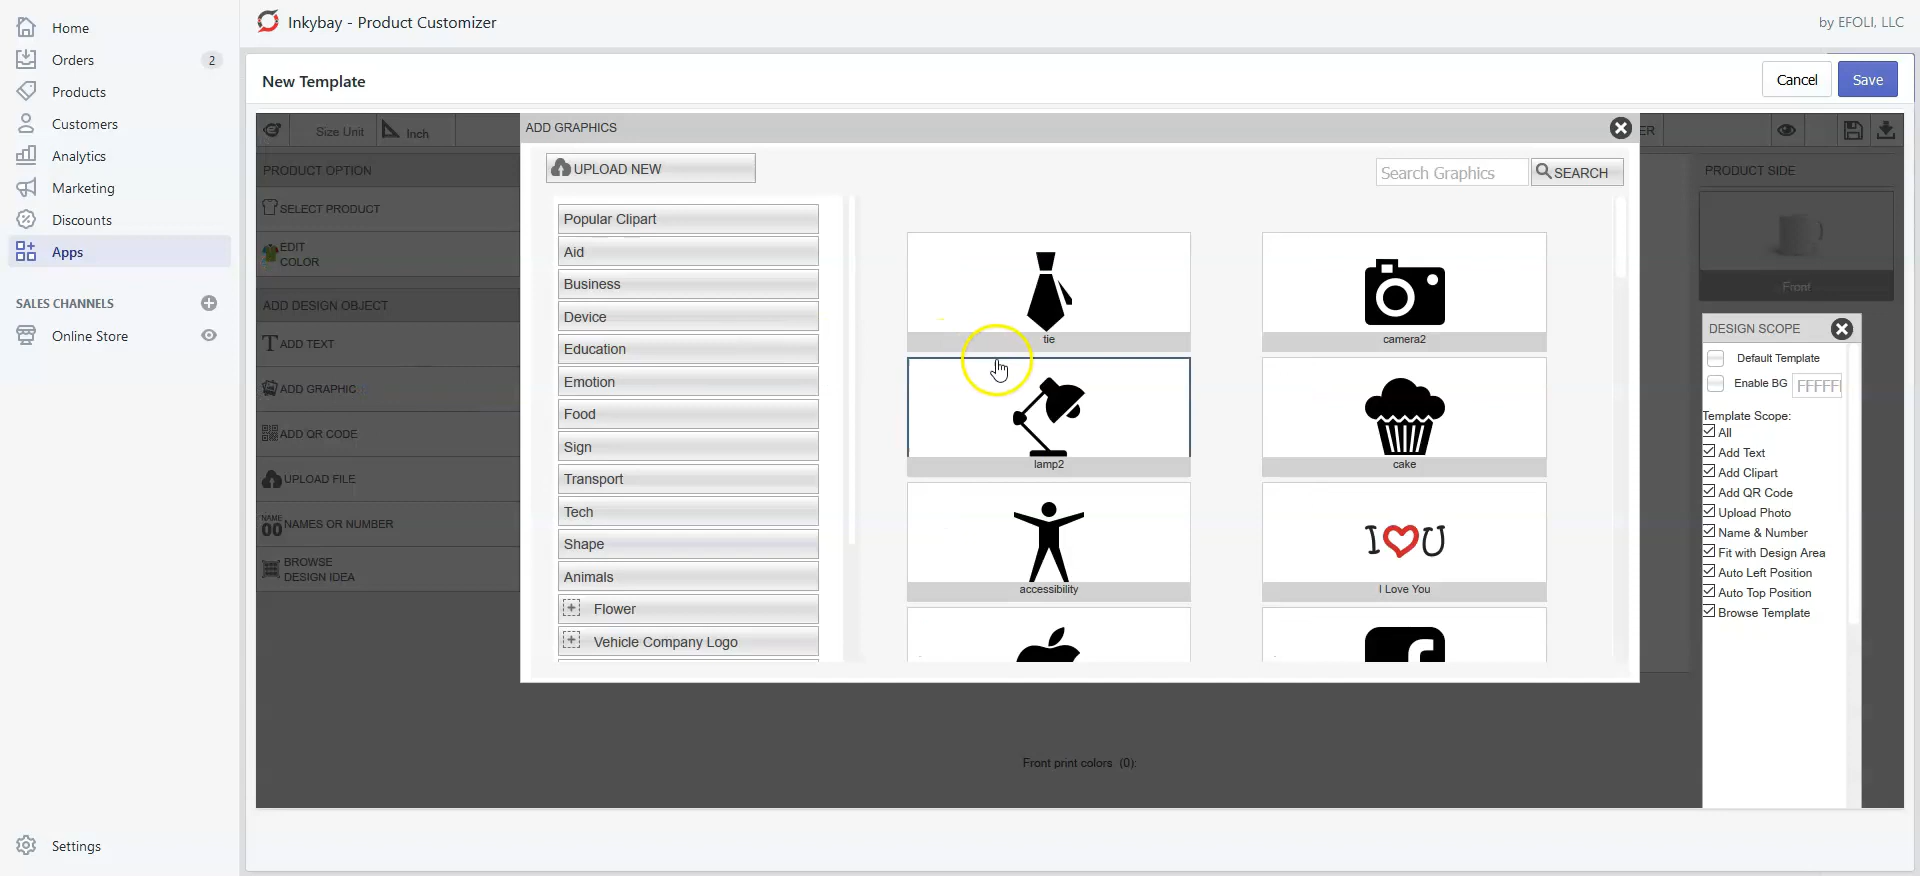 Home
Orders
2
Products
Customers
Analytics
Marketing
Discounts
Apps
SALES CHANNELS
Online Store
Settings
Inkybay - Product Customizer
by EFOLI, LLC
New Template
Cancel
Save
Size Unit
Inch
ER
PRODUCT OPTION
SELECT PRODUCT
EDIT
COLOR
ADD DESIGN OBJECT
ADD TEXT
ADD GRAPHIC
ADD QR CODE
UPLOAD FILE
NAME
00
NAMES OR NUMBER
BROWSE
DESIGN IDEA
ADD GRAPHICS
UPLOAD NEW
Search Graphics
SEARCH
Popular Clipart
Aid
Business
Device
Education
Emotion
Food
Sign
Transport
Tech
Shape
Animals
Flower
Vehicle Company Logo
tie
camera2
lamp2
cake
accessibility
I U
I Love You
Front print colors (0):
PRODUCT SIDE
Front
DESIGN SCOPE
Default Template
Enable BG
FFFFF
Template Scope:
All
Add Text
Add Clipart
Add QR Code
Upload Photo
Name & Number
Fit with Design Area
Auto Left Position
Auto Top Position
Browse Template